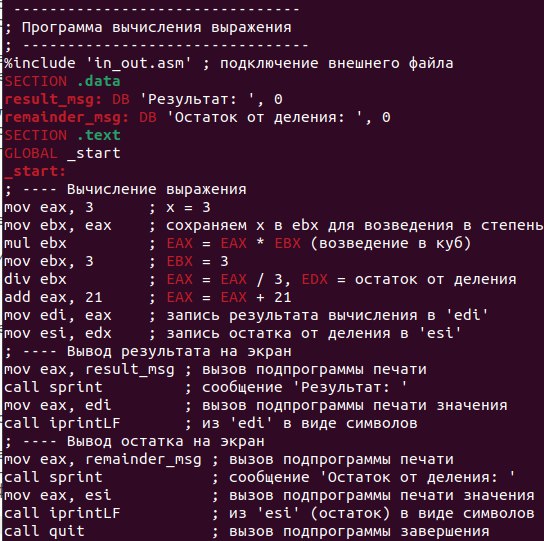 ; -------------------------------
; Программа вычисления выражения
; -------------------------------
%include 'in_out.asm' ; подключение внешнего файла
SECTION .data
result_msg: DB 'Результат: ', 0
remainder_msg: DB 'Остаток от деления: ', 0
SECTION .text
GLOBAL _start
_start:
; ---- Вычисление выражения
mov eax, 3      ; x = 3
mov ebx, eax    ; сохраняем x в ebx для возведения в степень
mul ebx         ; EAX = EAX * EBX (возведение в куб)
mov ebx, 3      ; EBX = 3
div ebx         ; EAX = EAX / 3, EDX = остаток от деления
add eax, 21     ; EAX = EAX + 21
mov edi, eax    ; запись результата вычисления в 'edi'
mov esi, edx    ; запись остатка от деления в 'esi'
; ---- Вывод результата на экран
mov eax, result_msg ; вызов подпрограммы печати
call sprint         ; сообщение 'Результат: '
mov eax, edi        ; вызов подпрограммы печати значения
call iprintLF       ; из 'edi' в виде символов
; ---- Вывод остатка на экран
mov eax, remainder_msg ; вызов подпрограммы печати
call sprint            ; сообщение 'Остаток от деления: '
mov eax, esi           ; вызов подпрограммы печати значения
call iprintLF          ; из 'esi' (остаток) в виде символов
call quit              ; вызов подпрограммы завершения